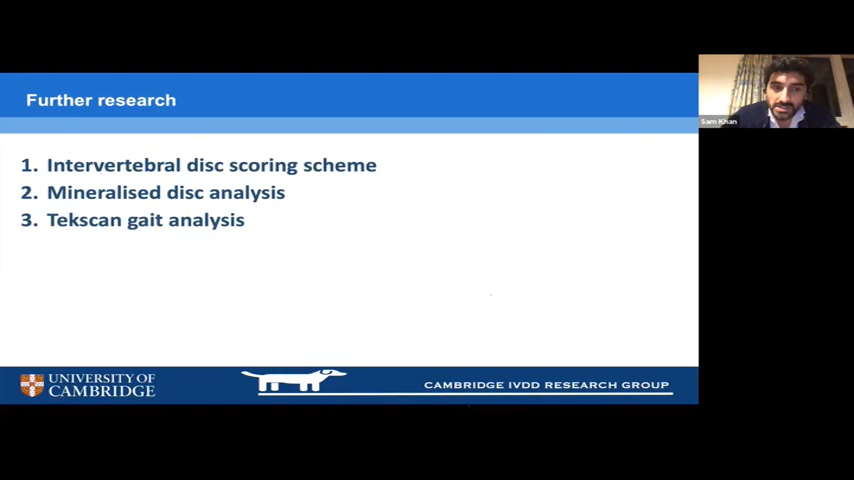 Further research
Sam Khan
1. Intervertebral disc scoring scheme
2. Mineralised disc analysis
3. Tekscan gait analysis
UNIVERSITY OF
CAMBRIDGE
CAMBRIDGE IVDD RESEARCH GROUP